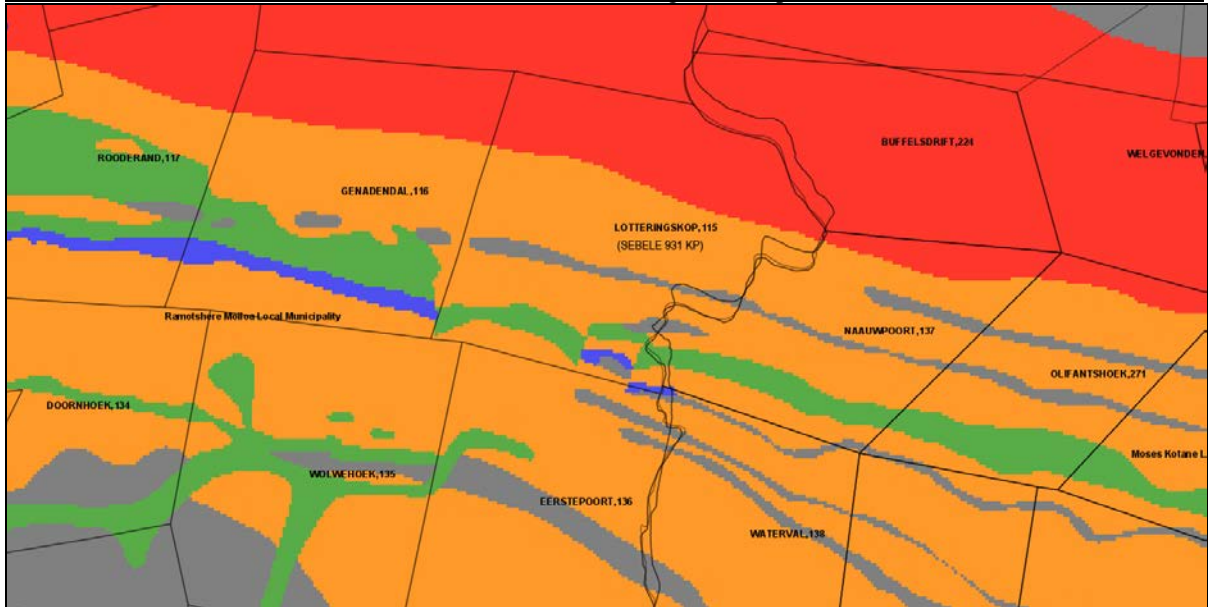 BUFFELSDRIFT,224
WELGEVONDEN
ROODERAND,117
GENADENDAL,116
LOTTERINGSKOP,115
(SEBELE 931 KP)
Ramotshere Moiloa Local Municipality
NAAUWPOORT,137
OLIFANTSHOEK,271
DOORNHOEK,134
Moses Kotane L
WOLWEHOEK,135
EERSTEPOORT,136
WATERVAL,138